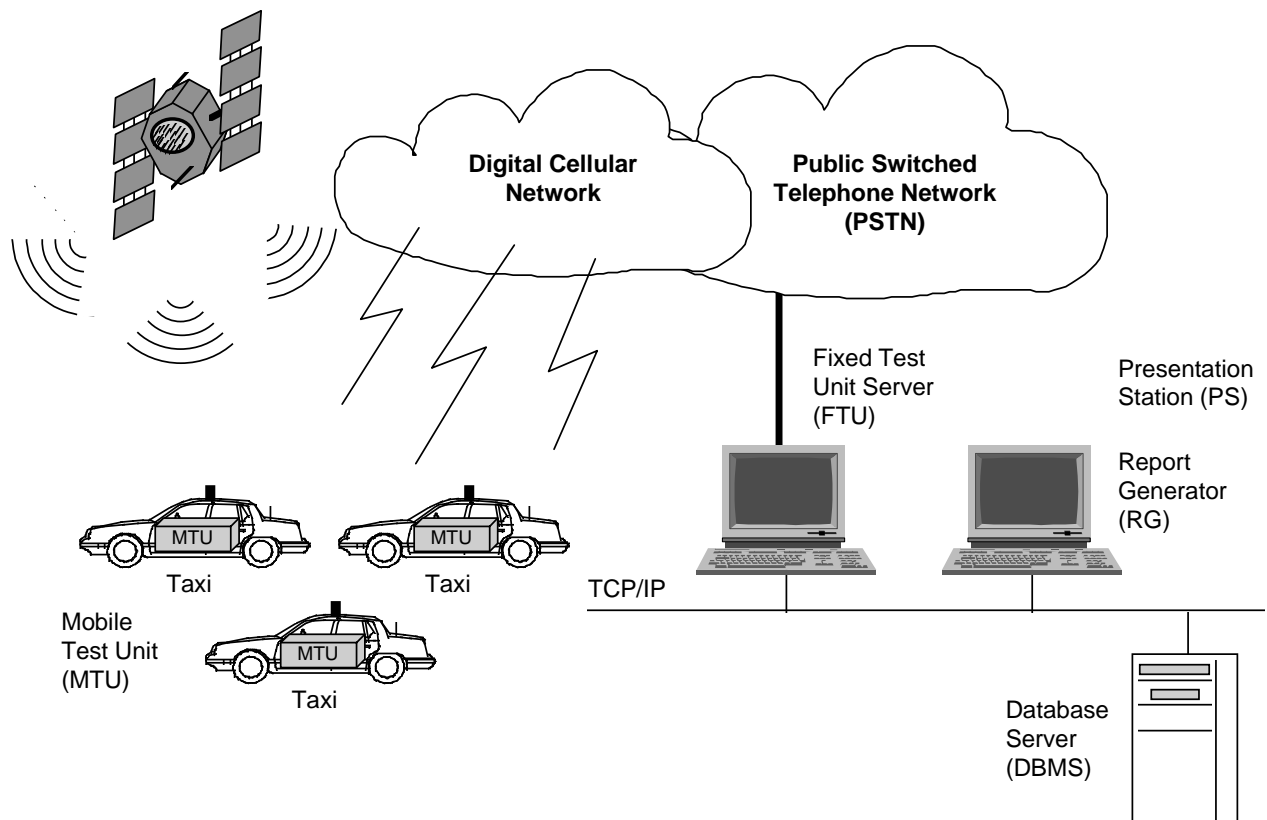 Digital Cellular
Network
Public Switched
Telephone Network
(PSTN)
Fixed Test
Unit Server
(FTU)
Presentation
Station (PS)
Report
Generator
(RG)
MTU
Taxi
MTU
Taxi
TCP/IP
Mobile
Test Unit
(MTU)
MTU
Taxi
Database
Server
(DBMS)